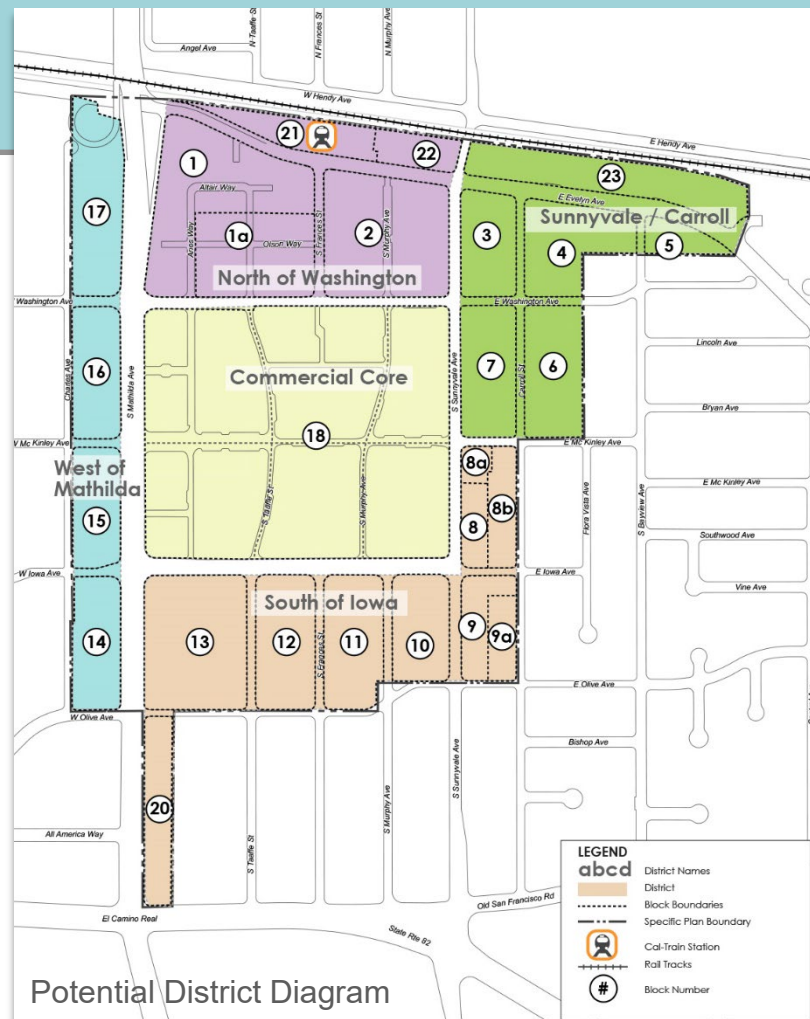 N Taaffe St
N Frances St
N Murphy Ave
Angel Ave
W Hendy Ave
E Hendy Ave
21
22
1
23
17
Altair Way
E Evelyn Ave
Sunnyvale / Carroll
Aries Way
1a
Olson Way
S Frances St
2
S Murphy Ave
3
4
5
North of Washington
Washington Ave
E Washington Ave
Charles Ave
16
S Mathilda Ave
Commercial Core
S Sunnyvale Ave
7
Carroll St
6
Lincoln Ave
Bryan Ave
18
W Mc Kinley Ave
E Mc Kinley Ave
West of
Mathilda
8a
8b
8
15
S Taaffe St
S Murphy Ave
Flora Vista Ave
S Bayview Ave
E Mc Kinley Ave
Southwood Ave
W Iowa Ave
E Iowa Ave
Vine Ave
South of Iowa
14
13
12
S Frances St
11
10
9
9a
E Olive Ave
W Olive Ave
Bishop Ave
20
S Taaffe St
S Murphy Ave
S Sunnyvale Ave
All America Way
El Camino Real
State Rte 82
Old San Francisco Rd
LEGEND
abcd District Names
District
Block Boundaries
Specific Plan Boundary
Cal-Train Station
Rail Tracks
# Block Number
Potential District Diagram